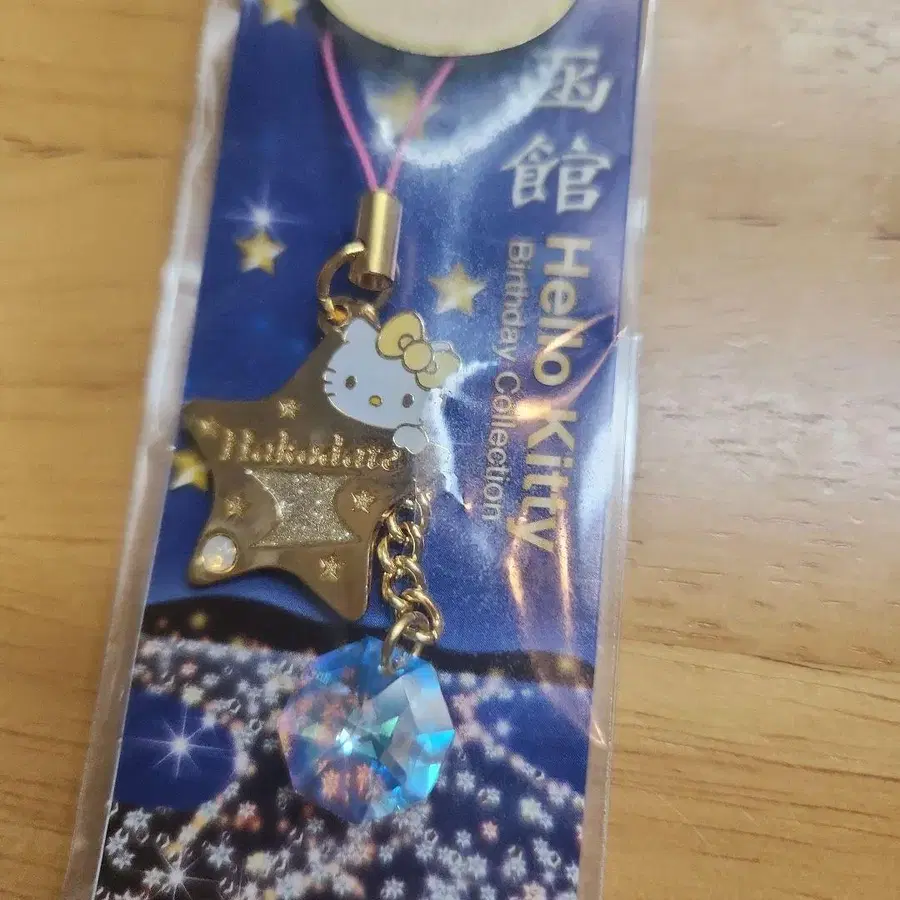 函館
Hello Kitty
Birthday Collection
Hakodate